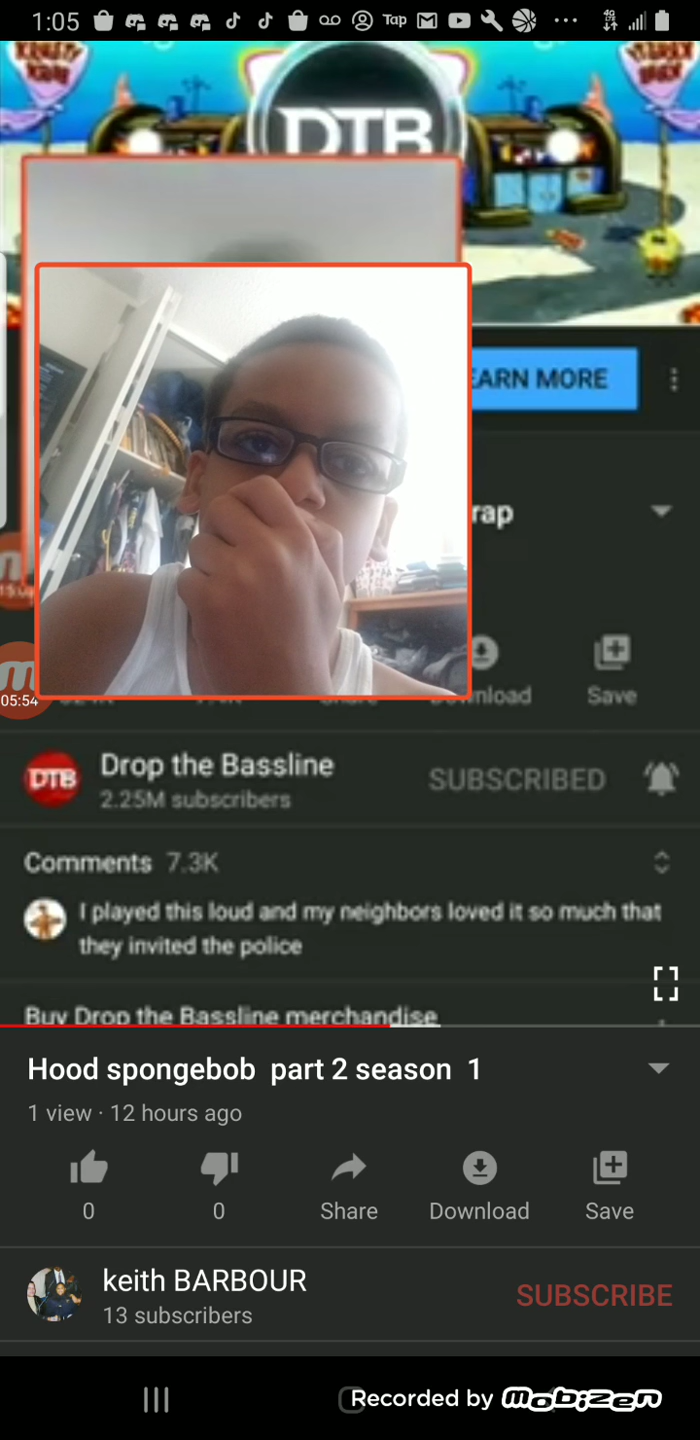 1:05
Tap
4G
DTB
EARN MORE
rap
05:54
wnload
Save
DTB
Drop the Bassline
SUBSCRIBED
2.25M subscribers
Comments 7.3K
I played this loud and my neighbors loved it so much that
they invited the police
Buy Drop the Bassline merchandise
Hood spongebob part 2 season 1
1 view · 12 hours ago
0
0
Share
Download
Save
keith BARBOUR
SUBSCRIBE
13 subscribers
Recorded by mobizen